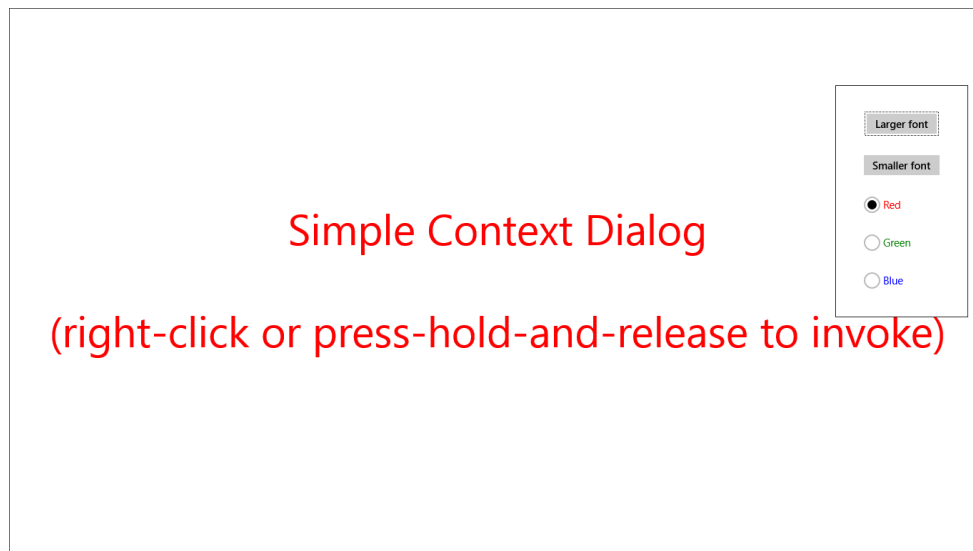 Larger font
Smaller font
Red
Simple Context Dialog
Green
Blue
(right-click or press-hold-and-release to invoke)